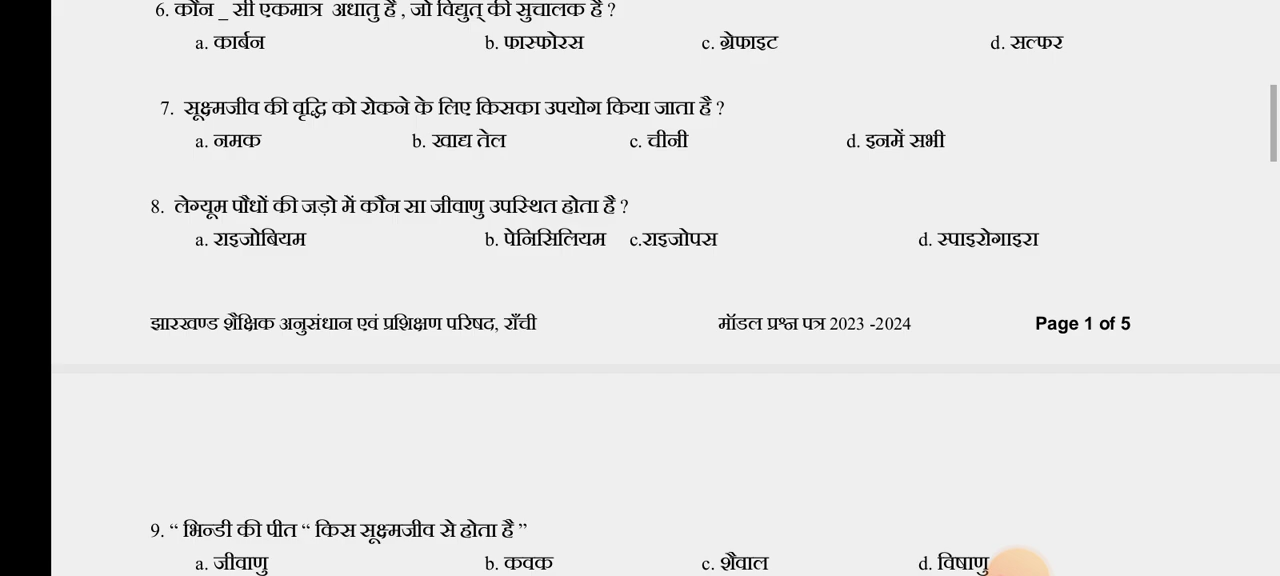 6. कौन _ सी एकमात्र अधातु है , जो विद्युत् की सुचालक है ?
a. कार्बन b. फास्फोरस c. ग्रेफाइट d. सल्फर
7. सूक्ष्मजीव की वृद्धि को रोकने के लिए किसका उपयोग किया जाता है ?
a. नमक b. खाद्य तेल c. चीनी d. इनमें सभी
8. लेग्यूम पौधों की जड़ो में कौन सा जीवाणु उपस्थित होता है ?
a. राइजोबियम b. पेनिसिलियम c.राइजोपस d. स्पाइरोगाइरा
झारखण्ड शैक्षिक अनुसंधान एवं प्रशिक्षण परिषद, राँची मॉडल प्रश्न पत्र 2023 -2024 Page 1 of 5
9. “ भिन्डी की पीत “ किस सूक्ष्मजीव से होता है ”
a. जीवाणु b. कवक c. शैवाल d. विषाणु